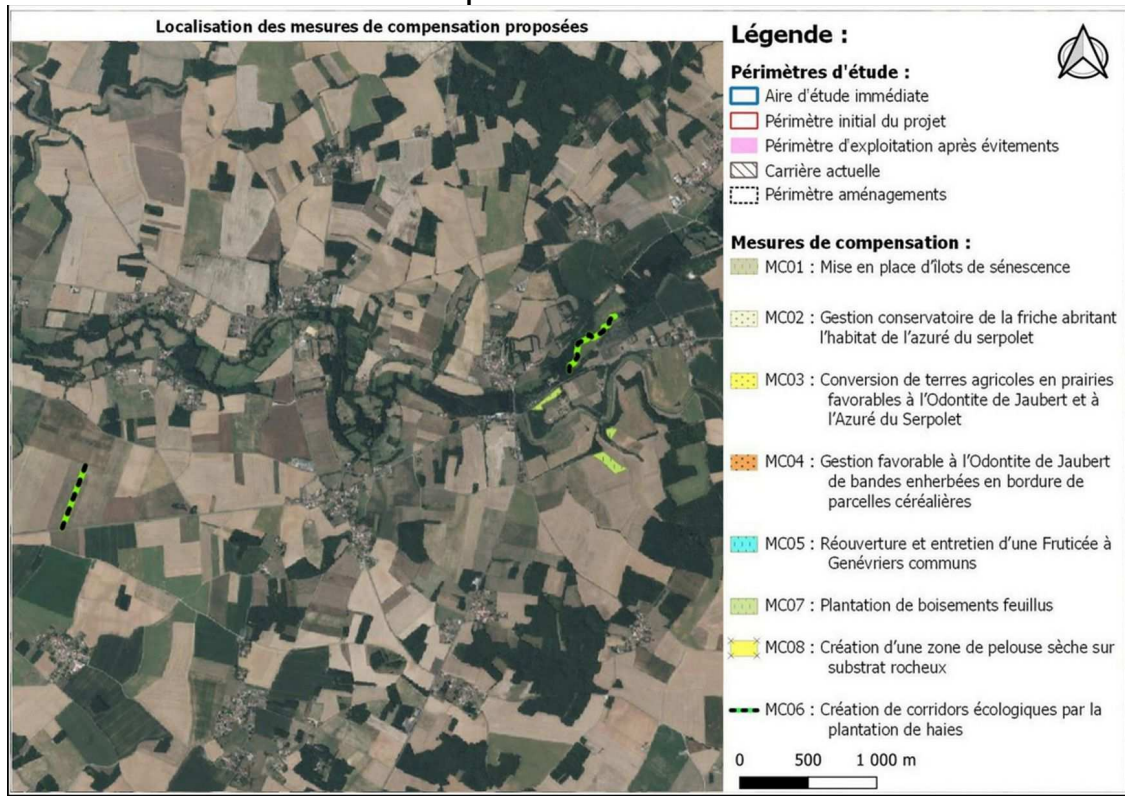 Localisation des mesures de compensation proposées
Légende :
Périmètres d'étude :
Aire d'étude immédiate
Périmètre initial du projet
Périmètre d'exploitation après évitements
Carrière actuelle
Périmètre aménagements
Mesures de compensation :
MC01 : Mise en place d'îlots de sénescence
MC02 : Gestion conservatoire de la friche abritant
l'habitat de l'azuré du serpolet
MC03 : Conversion de terres agricoles en prairies
favorables à l'Odontite de Jaubert et à
l'Azuré du Serpolet
MC04 : Gestion favorable à l'Odontite de Jaubert
de bandes enherbées en bordure de
parcelles céréalières
MC05 : Réouverture et entretien d'une Fruticée à
Genévriers communs
MC07 : Plantation de boisements feuillus
MC08 : Création d'une zone de pelouse sèche sur
substrat rocheux
MC06 : Création de corridors écologiques par la
plantation de haies
0 500 1 000 m